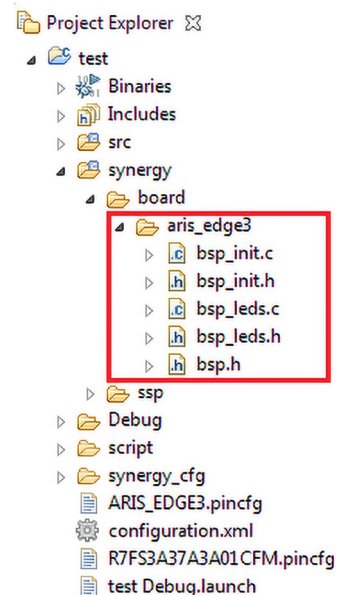 Project Explorer
test
Binaries
Includes
src
synergy
board
aris_edge3
bsp_init.c
bsp_init.h
bsp_leds.c
bsp_leds.h
bsp.h
ssp
Debug
script
synergy_cfg
ARIS_EDGE3.pincfg
configuration.xml
R7FS3A37A3A01CFM.pincfg
test Debug.launch